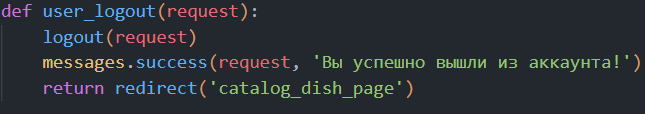 def user_logout(request):
    logout(request)
    messages.success(request, 'Вы успешно вышли из аккаунта!')
    return redirect('catalog_dish_page')